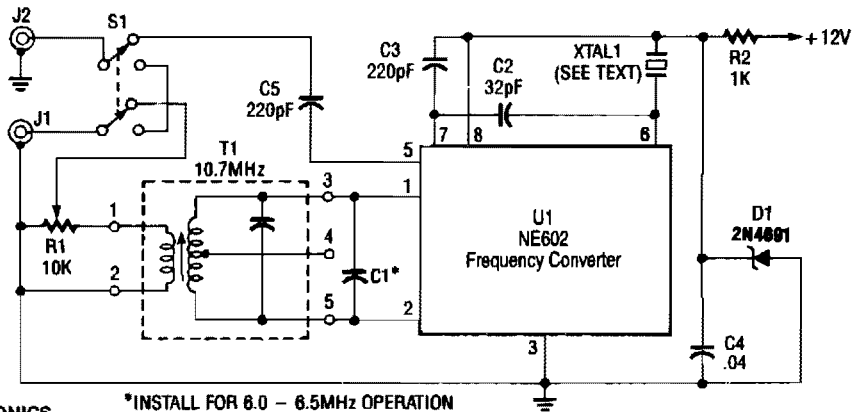 J2
S1
J1
C5
220pF
C3
220pF
C2
32pF
XTAL1
(SEE TEXT)
R2
1K
+12V
7
8
6
5
1
2
3
T1
10.7MHz
1
2
3
4
5
R1
10K
C1*
U1
NE602
Frequency Converter
D1
2N4691
C4
.04
*INSTALL FOR 6.0 – 6.5MHz OPERATION